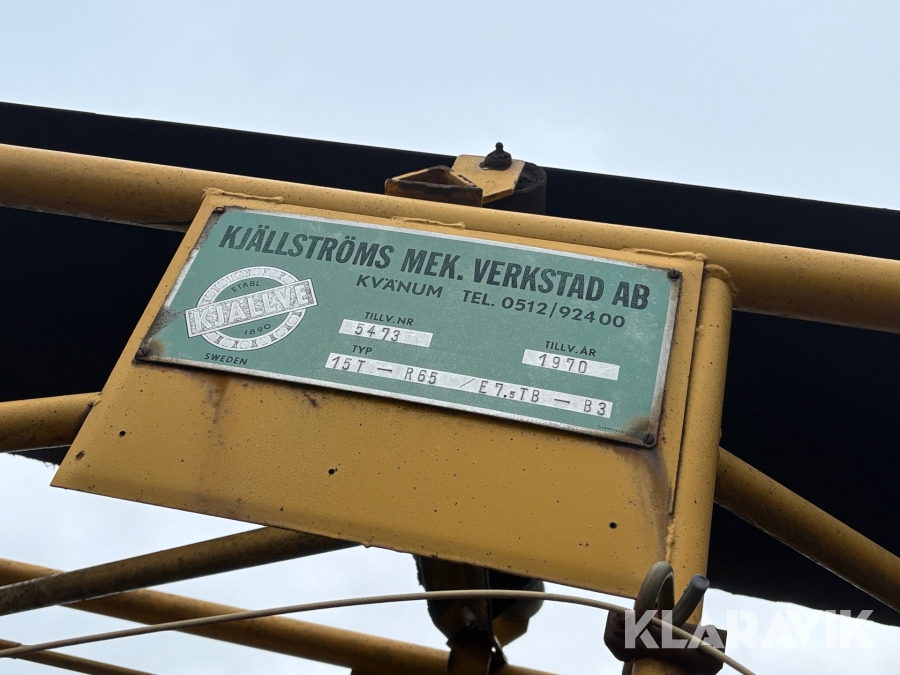 KJÄLLSTRÖMS MEK. VERKSTAD AB
KVÄNUM TEL. 0512/92400
ETABL
KJÄLLVE
1890
SWEDEN
TILLV. NR
5473
TILLV. ÅR
1970
TYP
15T — R65 / E7.5TB — B3
KLARAVIK